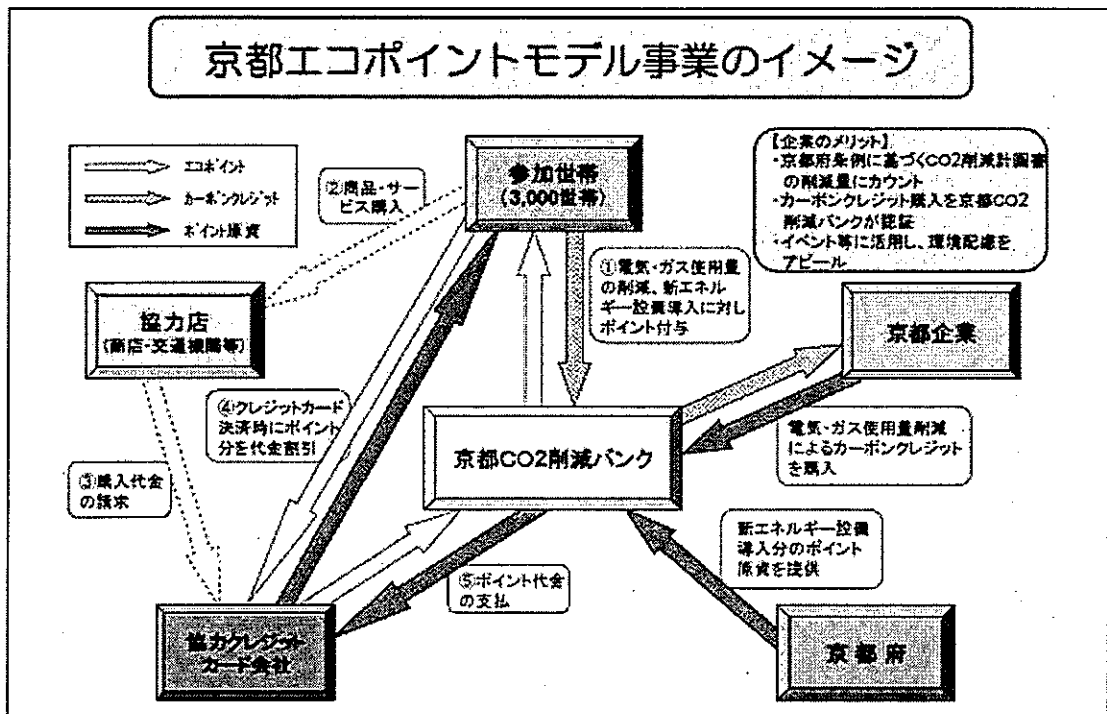 京都エコポイントモデル事業のイメージ
エコポイント
カーボンクレジット
ポイント原資
②商品・サー
ビス購入
参加世帯
(3,000世帯)
【企業のメリット】
・京都府条例に基づくCO2削減計画書
の削減量にカウント
・カーボンクレジット購入を京都CO2
削減バンクが認証
・イベント等に活用し、環境配慮を
アピール
①電気・ガス使用量
の削減、新エネル
ギー設備導入に対し
ポイント付与
協力店
(商店・交通機関等)
京都企業
④クレジットカード
決済時にポイント
分を代金割引
京都CO2削減バンク
電気・ガス使用量削減
によるカーボンクレジット
を購入
③購入代金
の請求
新エネルギー設備
導入分のポイント
原資を提供
⑤ポイント代金
の支払
協力クレジット
カード会社
京都府